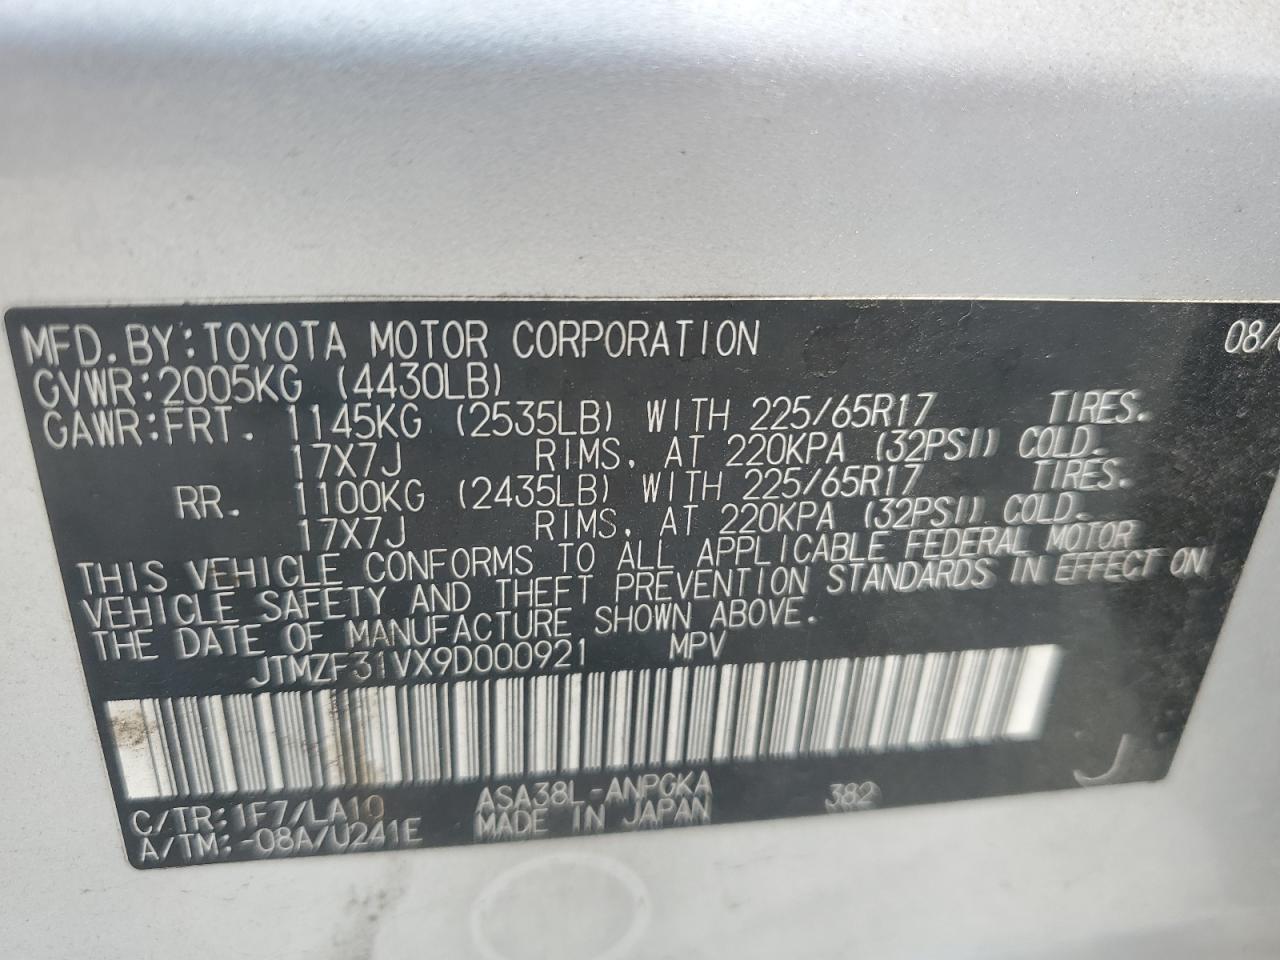 MFD.BY:TOYOTA MOTOR CORPORATION 08/
GVWR:2005KG (4430LB)
GAWR:FRT. 1145KG (2535LB) WITH 225/65R17 TIRES.
17X7J RIMS, AT 220KPA (32PSI) COLD.
RR. 1100KG (2435LB) WITH 225/65R17 TIRES.
17X7J RIMS, AT 220KPA (32PSI) COLD.
THIS VEHICLE CONFORMS TO ALL APPLICABLE FEDERAL MOTOR
VEHICLE SAFETY AND THEFT PREVENTION STANDARDS IN EFFECT ON
THE DATE OF MANUFACTURE SHOWN ABOVE.
JTMZF31VX9D000921 MPV
C/TR:1F7/LA10 ASA38L-ANPGKA 382 J
A/TM:-08A/U241E MADE IN JAPAN